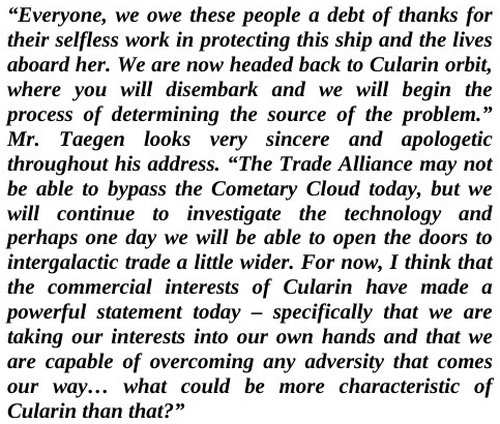 “Everyone, we owe these people a debt of thanks for
their selfless work in protecting this ship and the lives
aboard her. We are now headed back to Cularin orbit,
where you will disembark and we will begin the
process of determining the source of the problem.”
Mr. Taegen looks very sincere and apologetic
throughout his address. “The Trade Alliance may not
be able to bypass the Cometary Cloud today, but we
will continue to investigate the technology and
perhaps one day we will be able to open the doors to
intergalactic trade a little wider. For now, I think that
the commercial interests of Cularin have made a
powerful statement today – specifically that we are
taking our interests into our own hands and that we
are capable of overcoming any adversity that comes
our way… what could be more characteristic of
Cularin than that?”